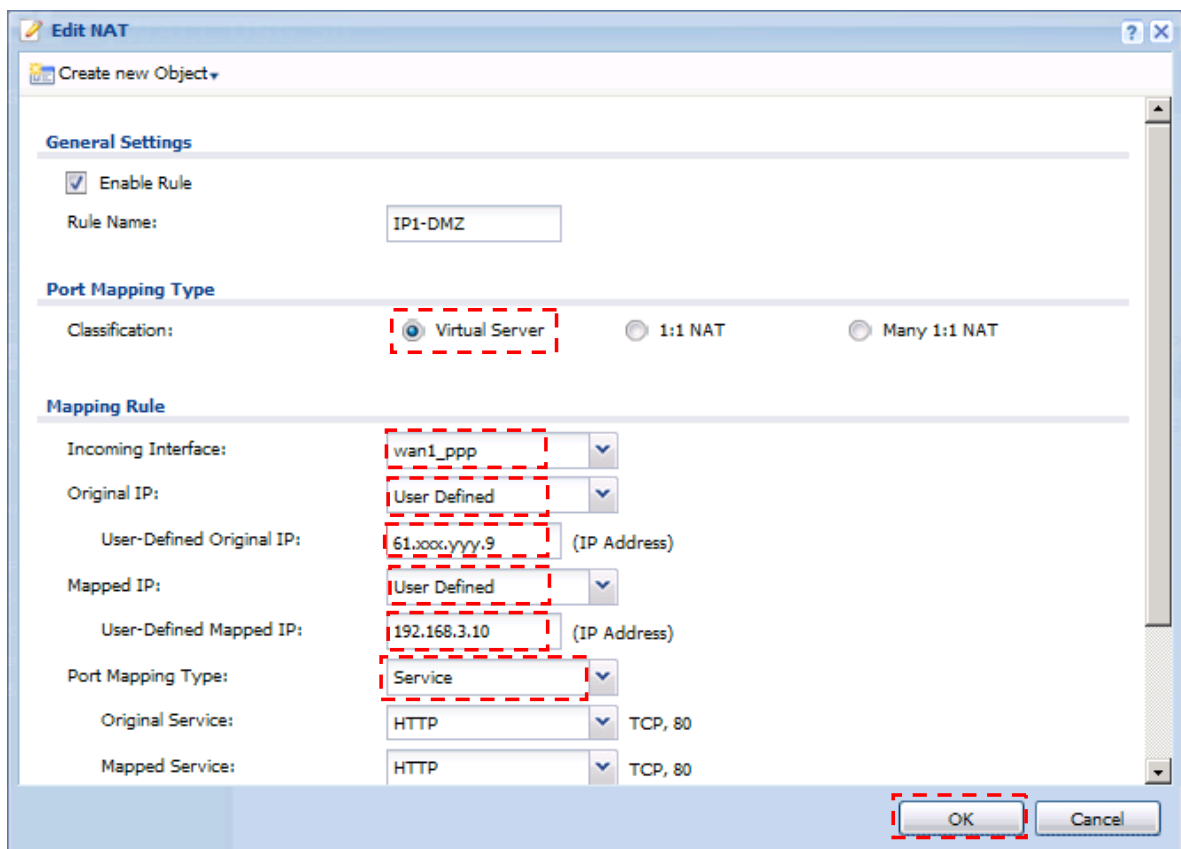 Edit NAT
Create new Object
General Settings
Enable Rule
Rule Name: IP1-DMZ
Port Mapping Type
Classification: Virtual Server 1:1 NAT Many 1:1 NAT
Mapping Rule
Incoming Interface: wan1_ppp
Original IP: User Defined
User-Defined Original IP: 61.xxx.yyy.9 (IP Address)
Mapped IP: User Defined
User-Defined Mapped IP: 192.168.3.10 (IP Address)
Port Mapping Type: Service
Original Service: HTTP TCP, 80
Mapped Service: HTTP TCP, 80
OK Cancel